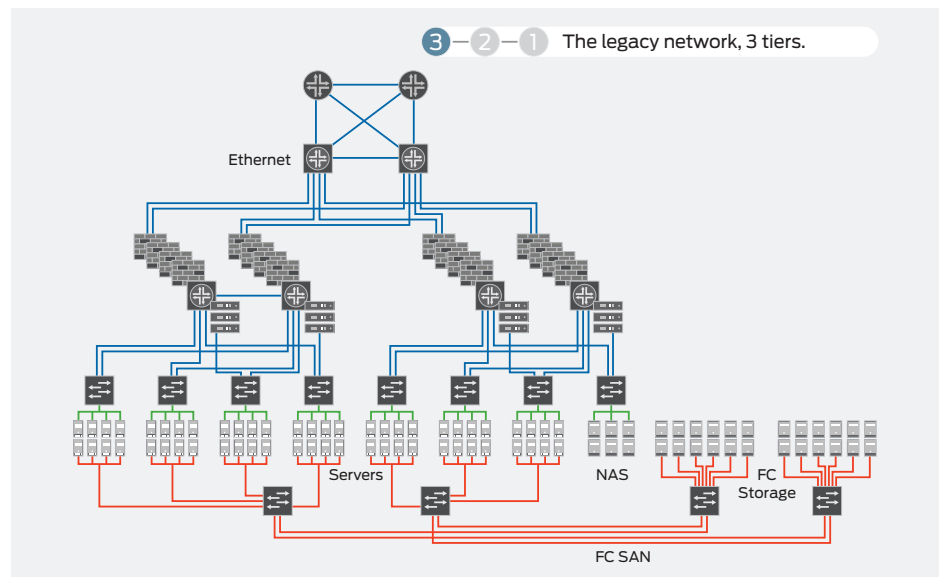 3 2 1 The legacy network, 3 tiers.
Ethernet
Servers
NAS
FC
Storage
FC SAN